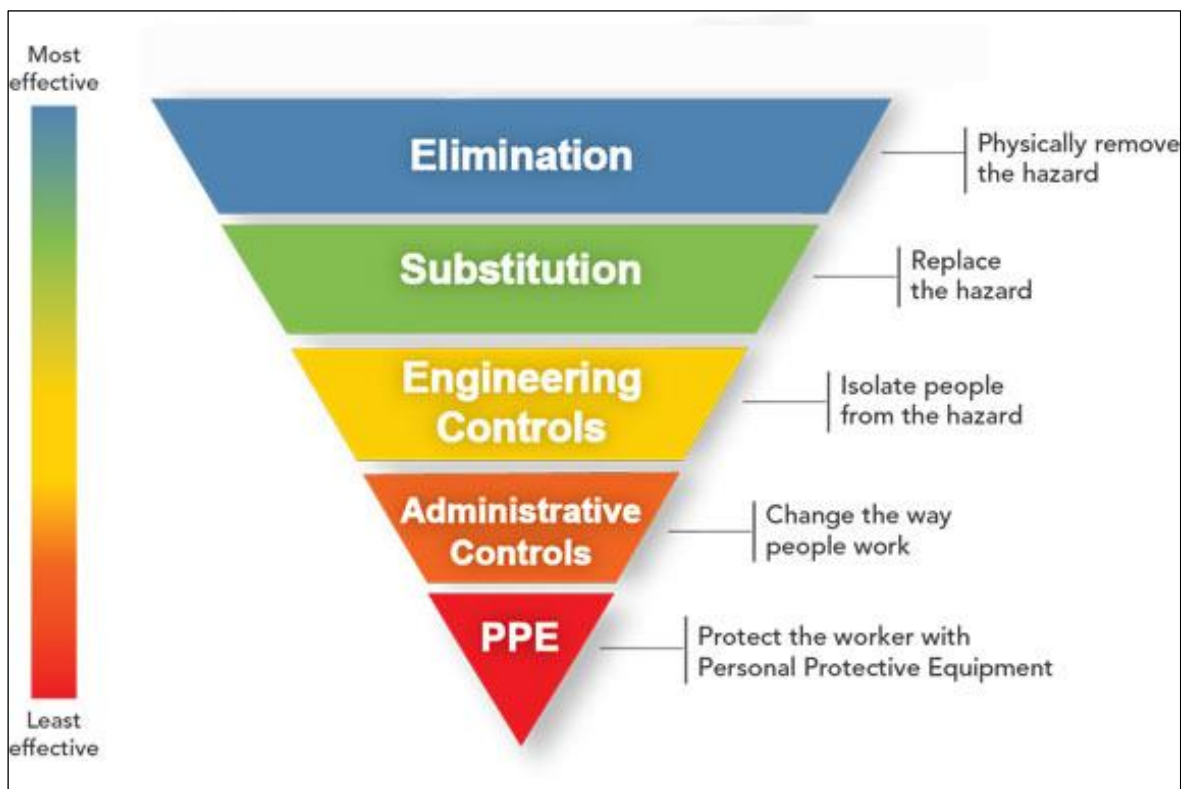 Most
effective
Elimination
Physically remove
the hazard
Substitution
Replace
the hazard
Engineering
Controls
Isolate people
from the hazard
Administrative
Controls
Change the way
people work
PPE
Protect the worker with
Personal Protective Equipment
Least
effective